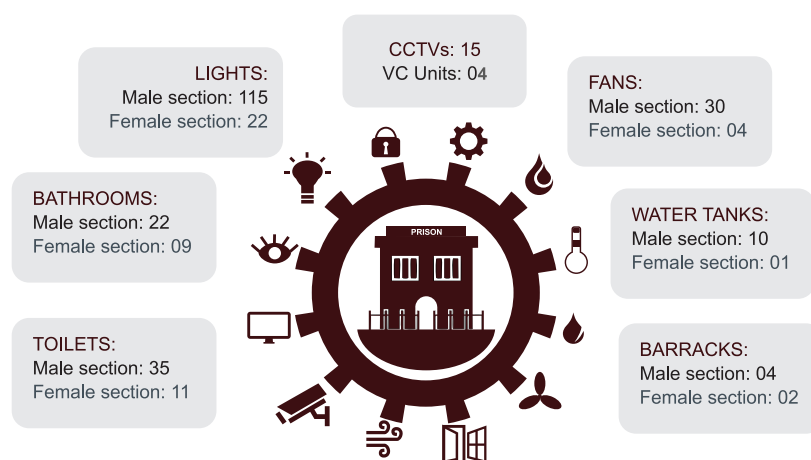 CCTVs: 15
VC Units: 04
LIGHTS:
Male section: 115
Female section: 22
FANS:
Male section: 30
Female section: 04
BATHROOMS:
Male section: 22
Female section: 09
PRISON
WATER TANKS:
Male section: 10
Female section: 01
TOILETS:
Male section: 35
Female section: 11
BARRACKS:
Male section: 04
Female section: 02